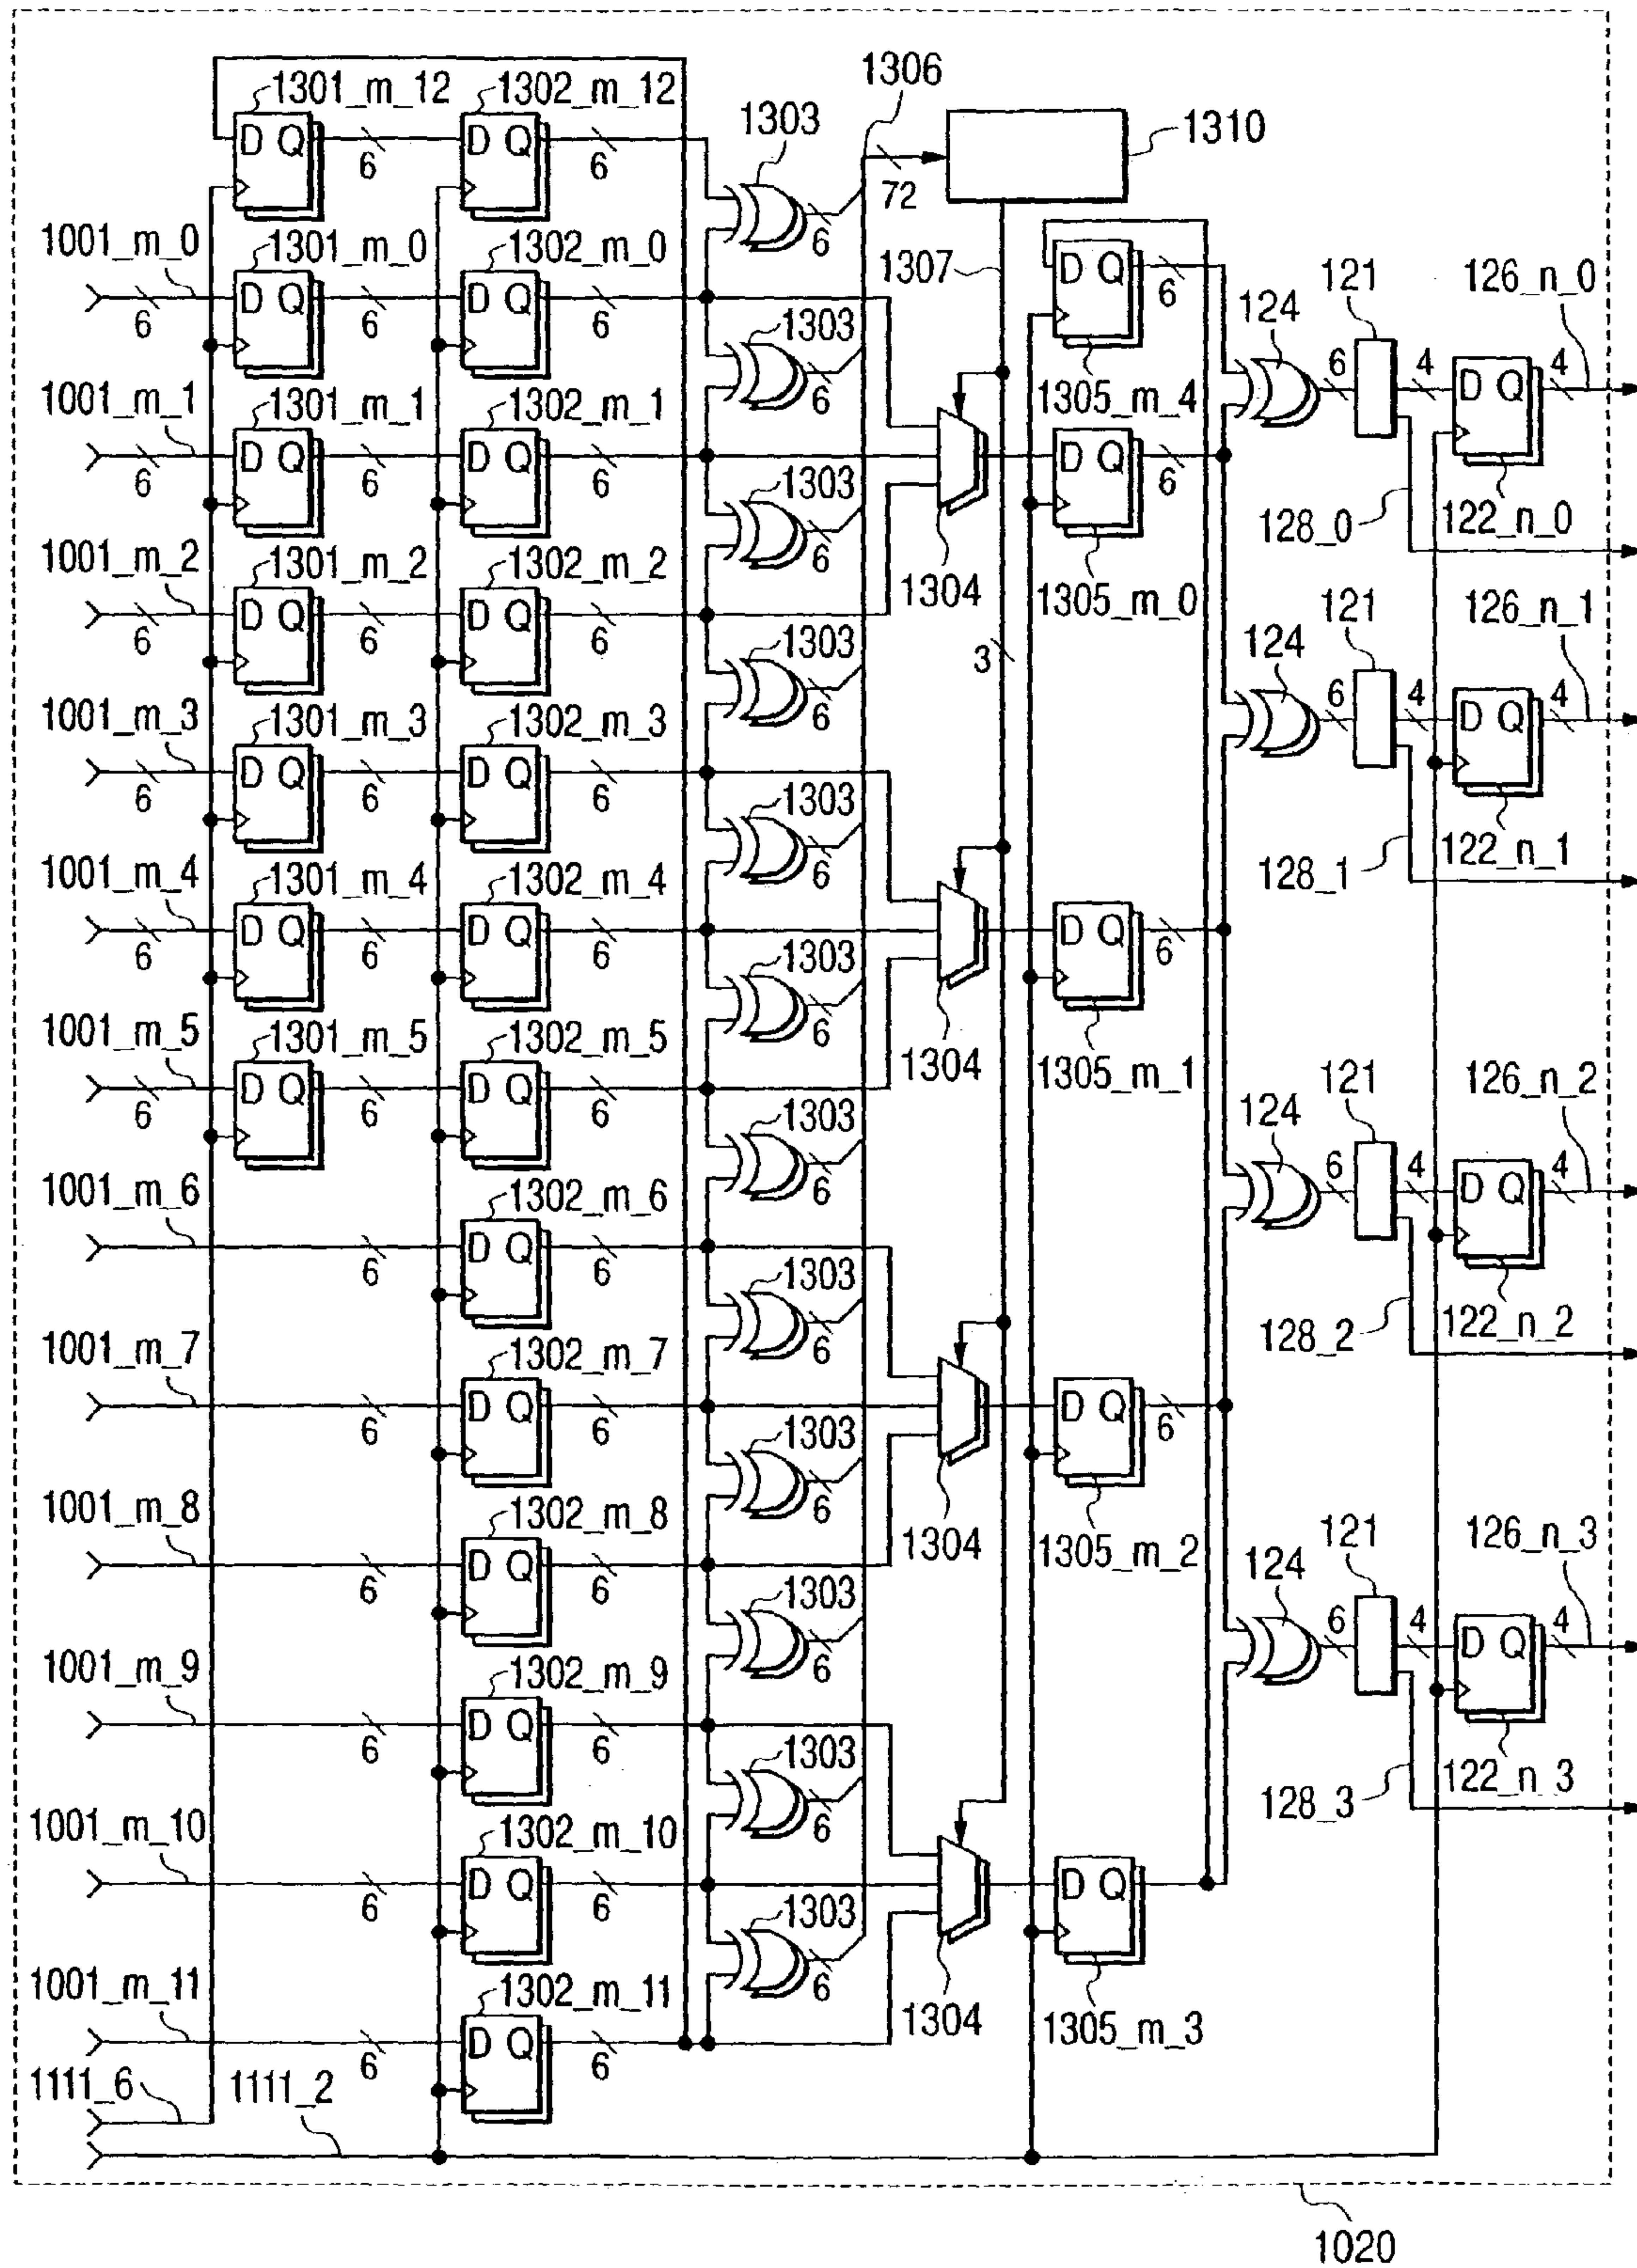 1306
1301_m_12
1302_m_12
1303
1310
D Q
6
D Q
6
6
72
1001_m_0
1301_m_0
1302_m_0
1307
D Q
6
124
121
126_n_0
6
D Q
6
D Q
6
1303
6
6
4
D Q
4
1001_m_1
1301_m_1
1302_m_1
1305_m_4
6
D Q
6
D Q
6
D Q
6
1303
6
128_0
122_n_0
1001_m_2
1301_m_2
1302_m_2
1304
1305_m_0
6
D Q
6
D Q
6
1303
6
3
124
121
126_n_1
1001_m_3
1301_m_3
1302_m_3
6
4
D Q
4
6
D Q
6
D Q
6
1303
6
1001_m_4
1301_m_4
1302_m_4
128_1
122_n_1
6
D Q
6
D Q
6
D Q
6
1303
6
1001_m_5
1301_m_5
1302_m_5
1304
1305_m_1
121
126_n_2
6
D Q
6
D Q
6
124
1303
6
6
4
D Q
4
1001_m_6
1302_m_6
6
D Q
6
1303
6
128_2
122_n_2
1001_m_7
1302_m_7
6
D Q
6
D Q
6
1303
6
1001_m_8
1302_m_8
1304
1305_m_2
121
126_n_3
6
D Q
6
124
1303
6
6
4
D Q
4
1001_m_9
1302_m_9
6
D Q
6
1303
6
128_3
122_n_3
1001_m_10
1302_m_10
6
D Q
6
D Q
1303
6
1001_m_11
1302_m_11
1304
1305_m_3
6
D Q
6
1111_6
1111_2
1020